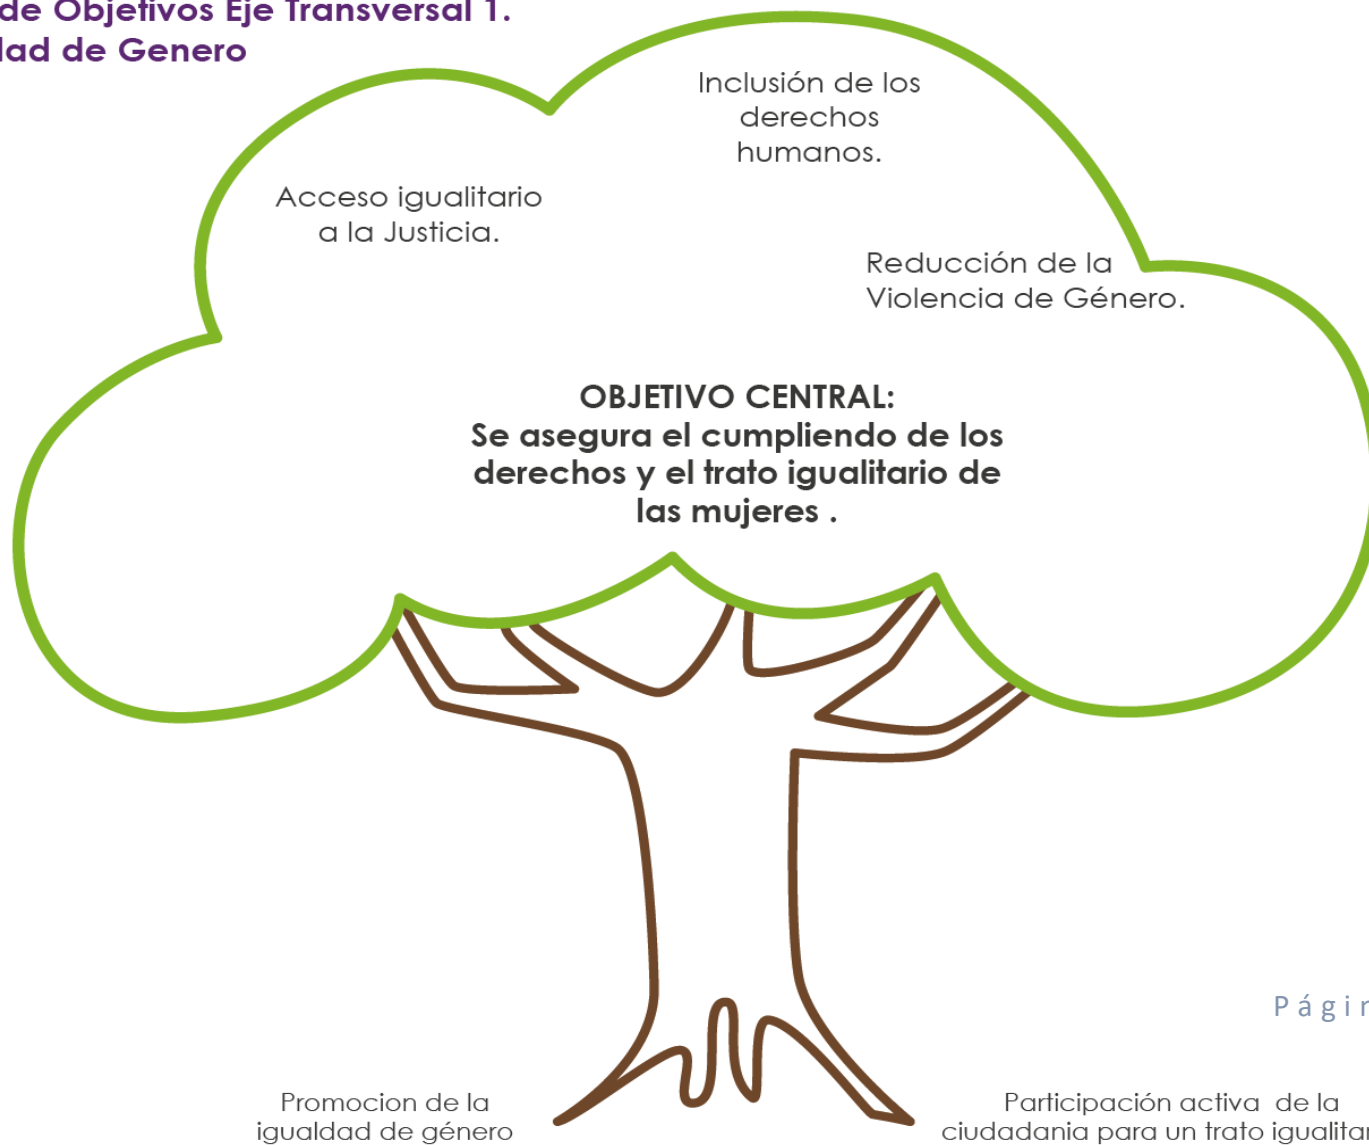 de Objetivos Eje Transversal 1.
dad de Genero
Inclusión de los
derechos
humanos.
Acceso igualitario
a la Justicia.
Reducción de la
Violencia de Género.
OBJETIVO CENTRAL:
Se asegura el cumpliendo de los
derechos y el trato igualitario de
las mujeres .
Promocion de la
igualdad de género
Participación activa  de la
ciudadania para un trato